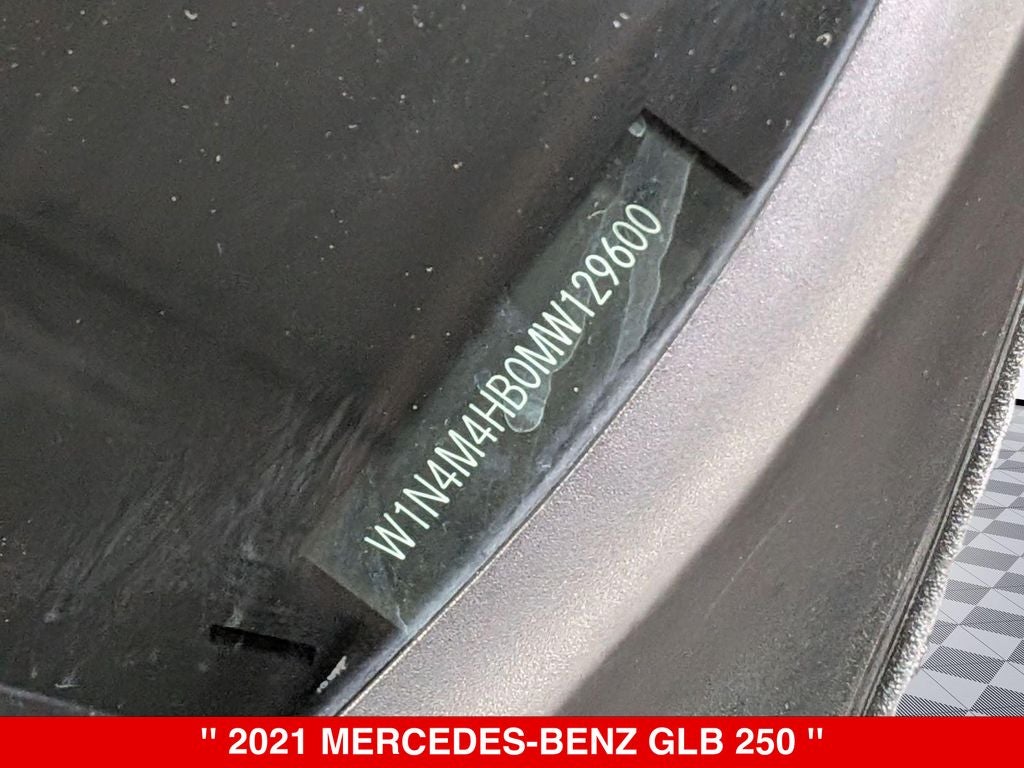 W1N4M4HB0MW129600
" 2021 MERCEDES-BENZ GLB 250 "